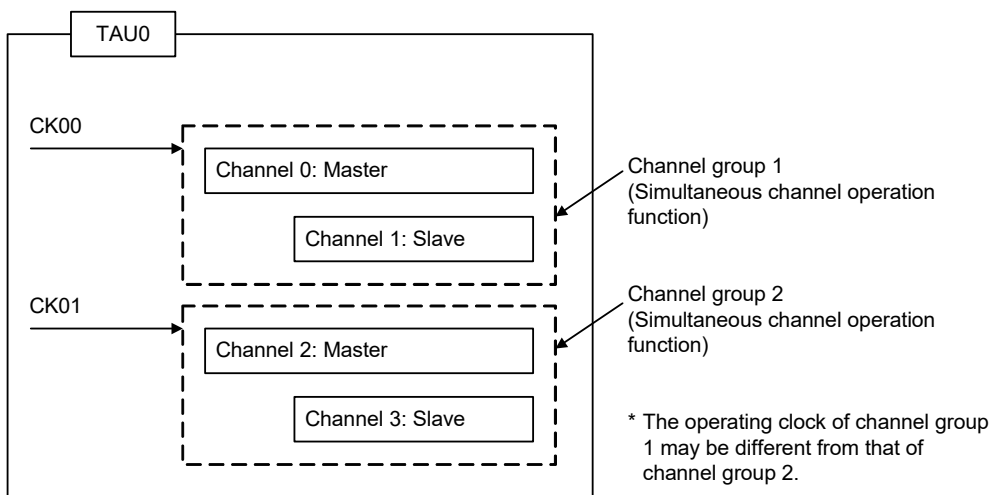 TAU0
CK00
Channel 0: Master
Channel 1: Slave
Channel group 1
(Simultaneous channel operation
function)
CK01
Channel 2: Master
Channel 3: Slave
Channel group 2
(Simultaneous channel operation
function)
* The operating clock of channel group
1 may be different from that of
channel group 2.